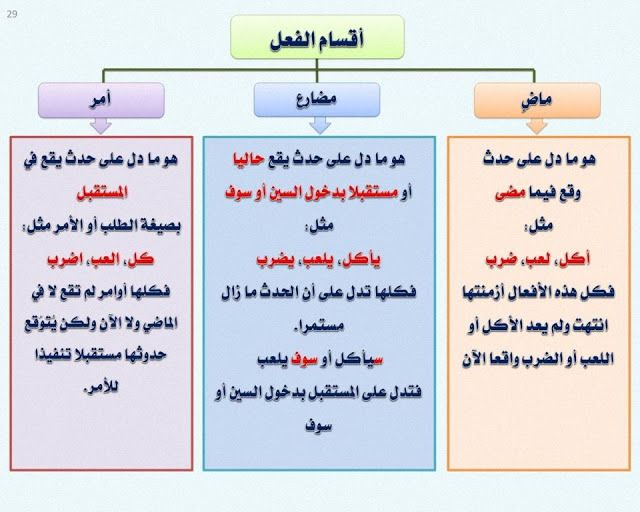 29
أقسام الفعل
ماضٍ
هو ما دل على حدث
وقع فيما مضى
مثل:
أكل، لعب، ضرب
فكل هذه الأفعال أزمنتها
انتهت ولم يعد الأكل أو
اللعب أو الضرب واقعا الآن
مضارع
هو ما دل على حدث يقع حاليا
أو مستقبلا بدخول السين أو سوف
مثل:
يأكل، يلعب، يضرب
فكلها تدل على أن الحدث ما زال
مستمرا.
سيأكل أو سوف يلعب
فتدل على المستقبل بدخول السين أو
سوف
أمر
هو ما دل على حدث يقع في
المستقبل
بصيغة الطلب أو الأمر مثل:
كل، العب، اضرب
فكلها أوامر لم تقع لا في
الماضي ولا الآن ولكن يُتوَقع
حدوثها مستقبلا تنفيذا
للأمر.